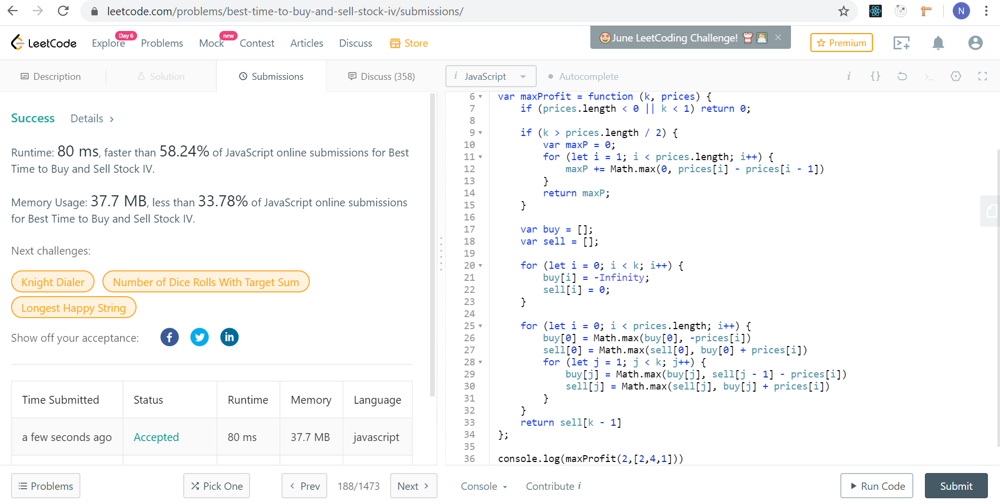 leetcode.com/problems/best-time-to-buy-and-sell-stock-iv/submissions/
N
LeetCode
Explore
Day 6
Problems
Mock
new
Contest
Articles
Discuss
Store
June LeetCoding Challenge!
Premium
Description
Solution
Submissions
Discuss (358)
i JavaScript
Autocomplete
i {}
Success
Details
Runtime: 80 ms, faster than 58.24% of JavaScript online submissions for Best
Time to Buy and Sell Stock IV.
Memory Usage: 37.7 MB, less than 33.78% of JavaScript online submissions
for Best Time to Buy and Sell Stock IV.
Next challenges:
Knight Dialer
Number of Dice Rolls With Target Sum
Longest Happy String
Show off your acceptance:
f
in
Time Submitted Status Runtime Memory Language
a few seconds ago Accepted 80 ms 37.7 MB javascript
6 var maxProfit = function (k, prices) {
7 if (prices.length < 0 || k < 1) return 0;
8
9 if (k > prices.length / 2) {
10 var maxP = 0;
11 for (let i = 1; i < prices.length; i++) {
12 maxP += Math.max(0, prices[i] - prices[i - 1])
13 }
14 return maxP;
15 }
16
17 var buy = [];
18 var sell = [];
19
20 for (let i = 0; i < k; i++) {
21 buy[i] = -Infinity;
22 sell[i] = 0;
23 }
24
25 for (let i = 0; i < prices.length; i++) {
26 buy[0] = Math.max(buy[0], -prices[i])
27 sell[0] = Math.max(sell[0], buy[0] + prices[i])
28 for (let j = 1; j < k; j++) {
29 buy[j] = Math.max(buy[j], sell[j - 1] - prices[i])
30 sell[j] = Math.max(sell[j], buy[j] + prices[i])
31 }
32 }
33 return sell[k - 1]
34 };
35
36 console.log(maxProfit(2,[2,4,1]))
Problems
Pick One
Prev
188/1473
Next
Console
Contribute i
Run Code
Submit